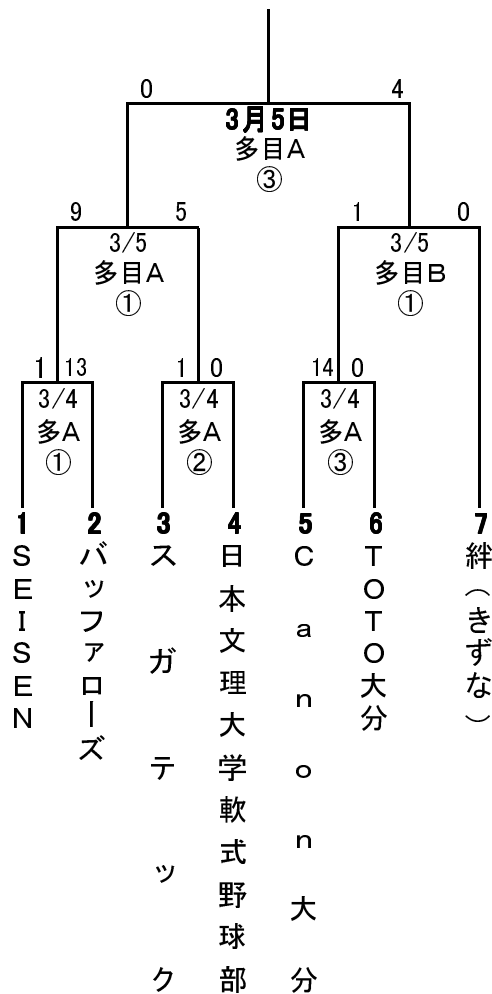 0 4
3月5日
多目A
③
9 5 1 0
3/5 3/5
多目A 多目B
① ①
1 13 1 0 14 0
3/4 3/4 3/4
多A 多A 多A
① ② ③
1 2 3 4 5 6 7
SEISEN
バッファローズ
スガテック
日本文理大学軟式野球部
Canon大分
TOTO大分
絆(きずな)